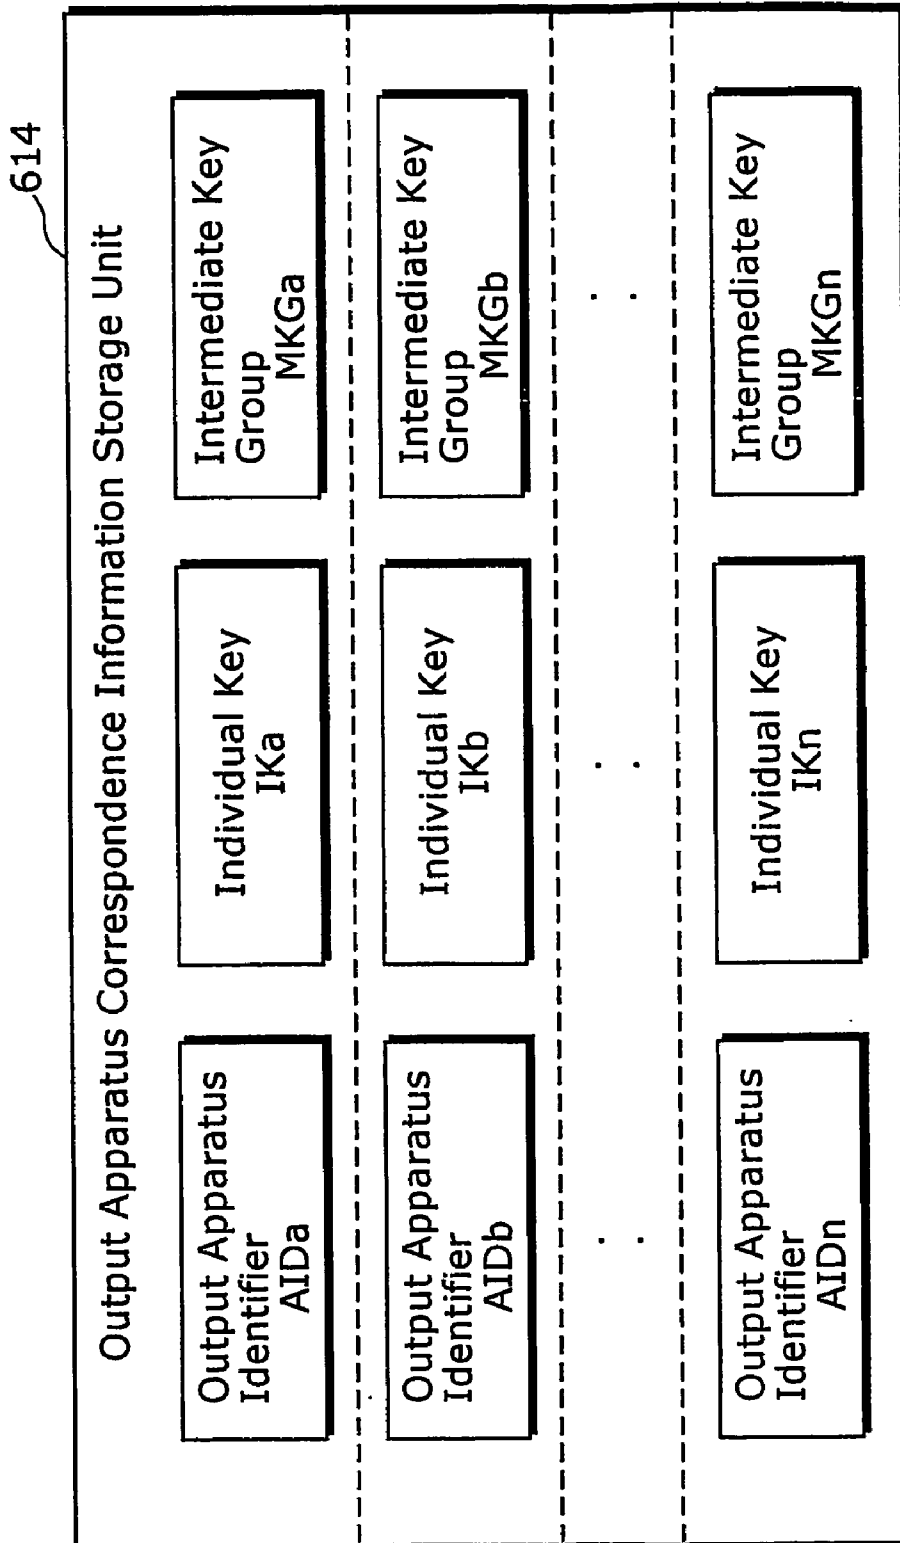 614
Output Apparatus Correspondence Information Storage Unit
Output Apparatus
Identifier
AIDa
Individual Key
IKa
Intermediate Key
Group
MKGa
Output Apparatus
Identifier
AIDb
Individual Key
IKb
Intermediate Key
Group
MKGb
Output Apparatus
Identifier
AIDn
Individual Key
IKn
Intermediate Key
Group
MKGn